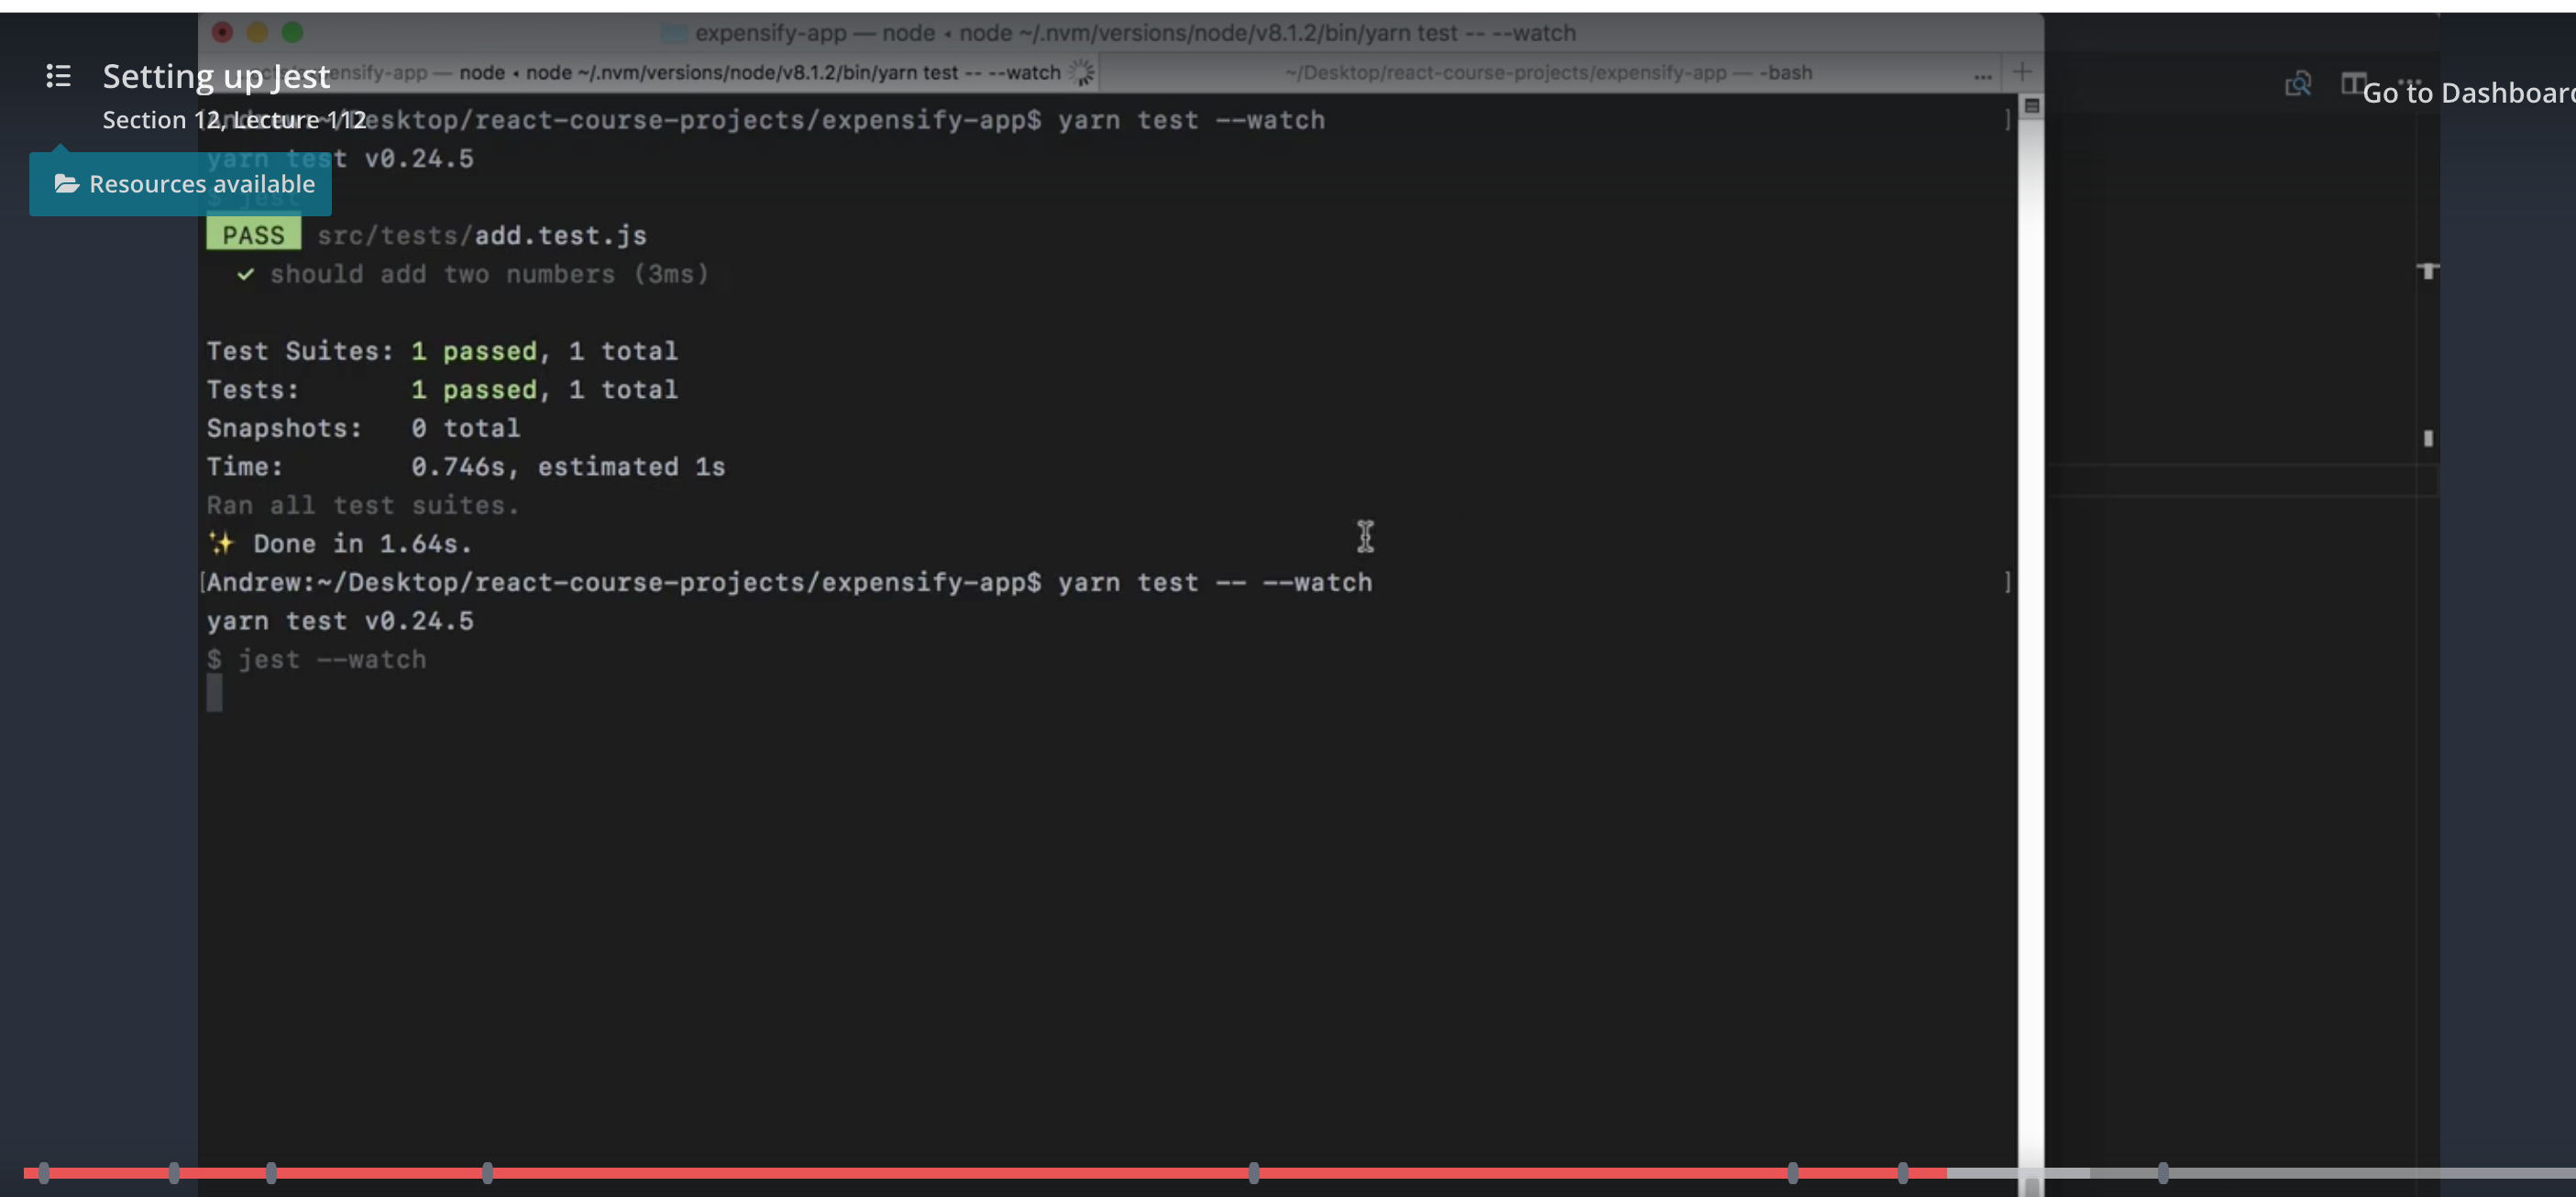 expensify-app — node ◂ node ~/.nvm/versions/node/v8.1.2/bin/yarn test -- --watch
Setting up Jest
ensify-app — node ◂ node ~/.nvm/versions/node/v8.1.2/bin/yarn test -- --watch
~/Desktop/react-course-projects/expensify-app — -bash
... +
Go to Dashboard
Section 12, Lecture 112
Andrew:~/Desktop/react-course-projects/expensify-app$ yarn test --watch
yarn test v0.24.5
Resources available
$ jest
PASS src/tests/add.test.js
✓ should add two numbers (3ms)
Test Suites: 1 passed, 1 total
Tests: 1 passed, 1 total
Snapshots: 0 total
Time: 0.746s, estimated 1s
Ran all test suites.
✨ Done in 1.64s.
[Andrew:~/Desktop/react-course-projects/expensify-app$ yarn test -- --watch ]
yarn test v0.24.5
$ jest --watch